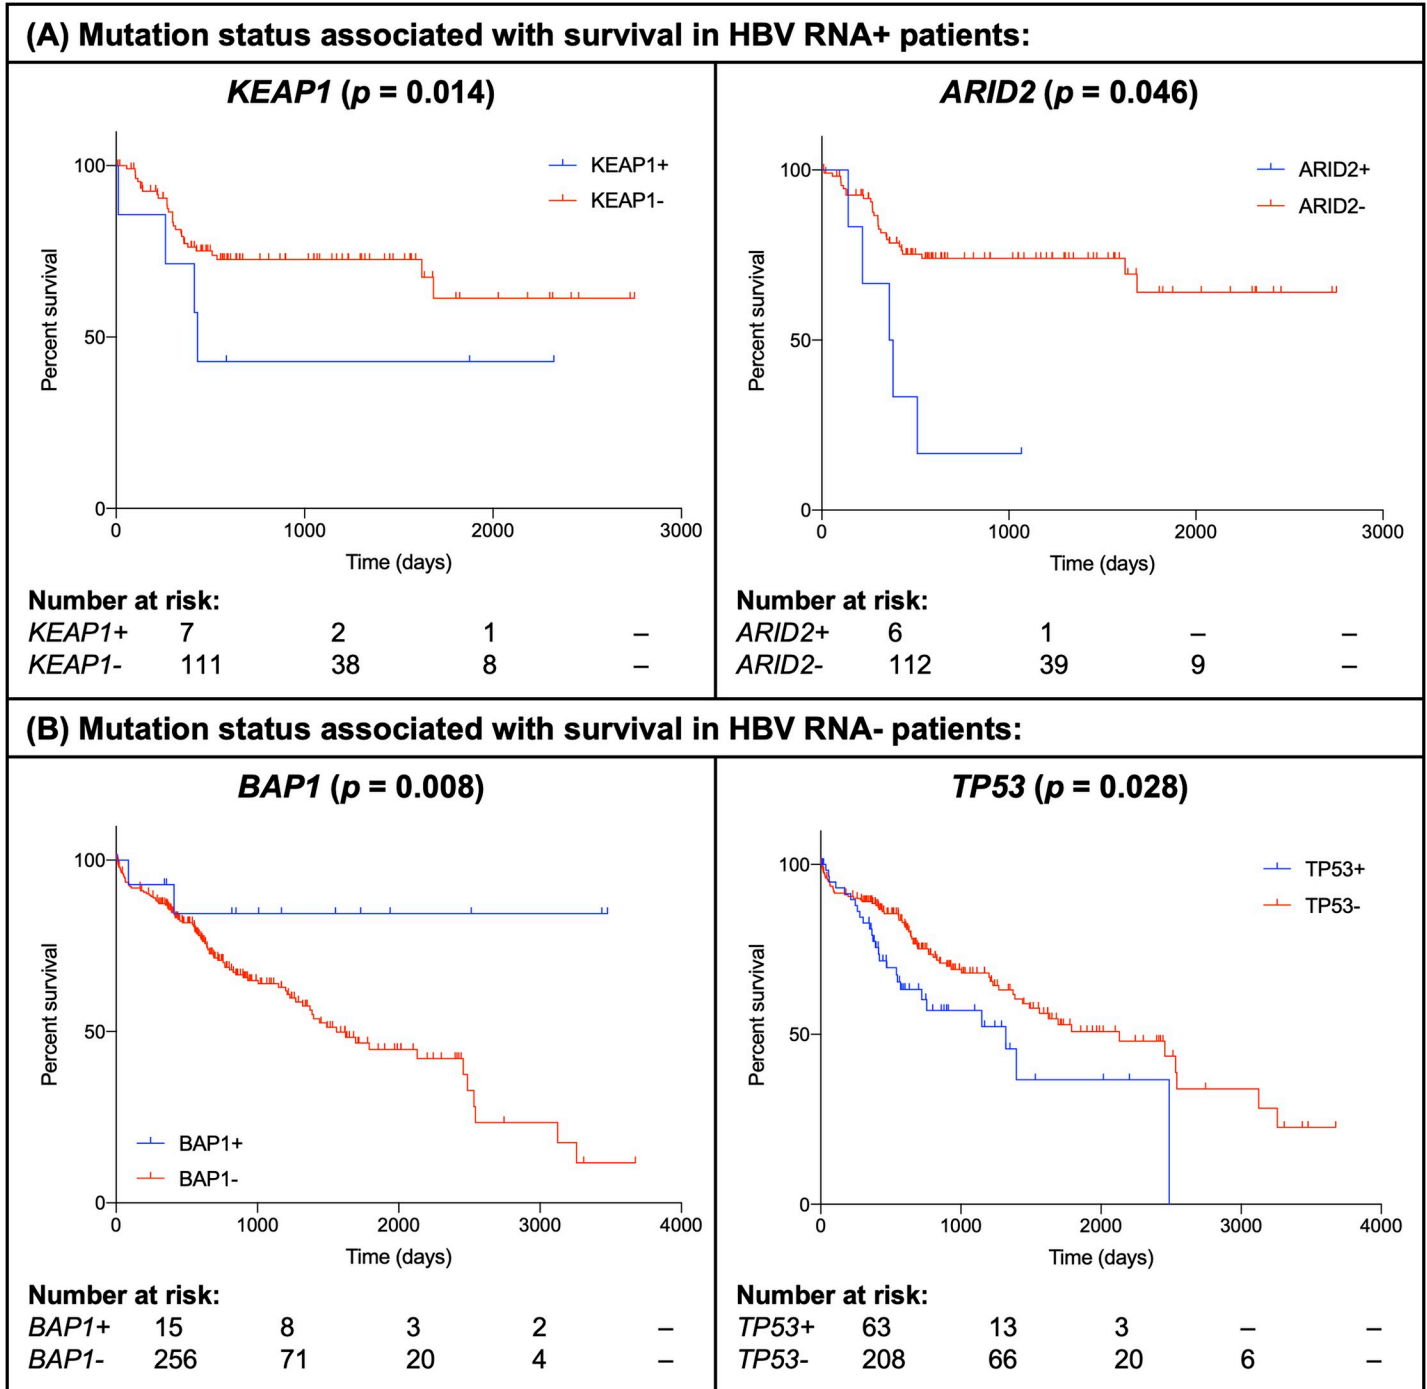 (A) Mutation status associated with survival in HBV RNA+ patients:
KEAP1 (p = 0.014)
KEAP1+
KEAP1-
Percent survival
100
50
0
0 1000 2000 3000
Time (days)
Number at risk:
KEAP1+ 7 2 1 –
KEAP1- 111 38 8 –
ARID2 (p = 0.046)
ARID2+
ARID2-
Percent survival
100
50
0
0 1000 2000 3000
Time (days)
Number at risk:
ARID2+ 6 1 – –
ARID2- 112 39 9 –
(B) Mutation status associated with survival in HBV RNA- patients:
BAP1 (p = 0.008)
Percent survival
100
50
0
BAP1+
BAP1-
0 1000 2000 3000 4000
Time (days)
Number at risk:
BAP1+ 15 8 3 2 –
BAP1- 256 71 20 4 –
TP53 (p = 0.028)
TP53+
TP53-
Percent survival
100
50
0
0 1000 2000 3000 4000
Time (days)
Number at risk:
TP53+ 63 13 3 – –
TP53- 208 66 20 6 –